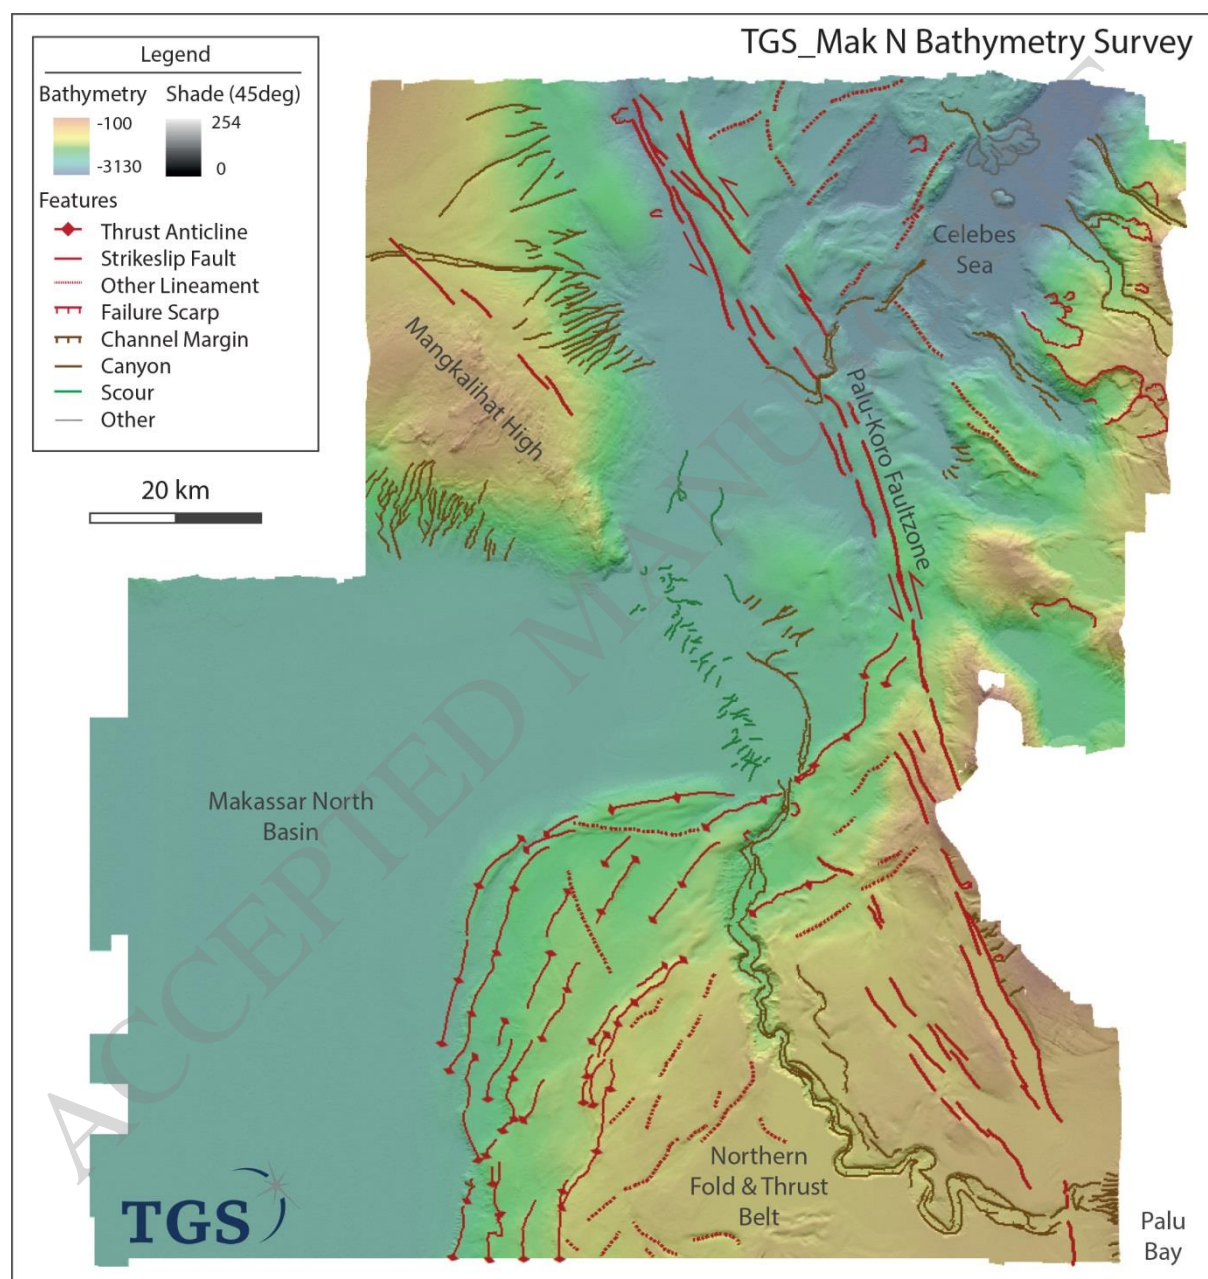 TGS_Mak N Bathymetry Survey
Legend
Bathymetry Shade (45deg)
-100 254
-3130 0
Features
Thrust Anticline
Strikeslip Fault
Other Lineament
Failure Scarp
Channel Margin
Canyon
Scour
Other
20 km
Celebes
Sea
Mangkalihat High
Palu-Koro Faultzone
Makassar North
Basin
Northern
Fold & Thrust
Belt
Palu
Bay
TGS
ACCEPTED MANUSCRIPT